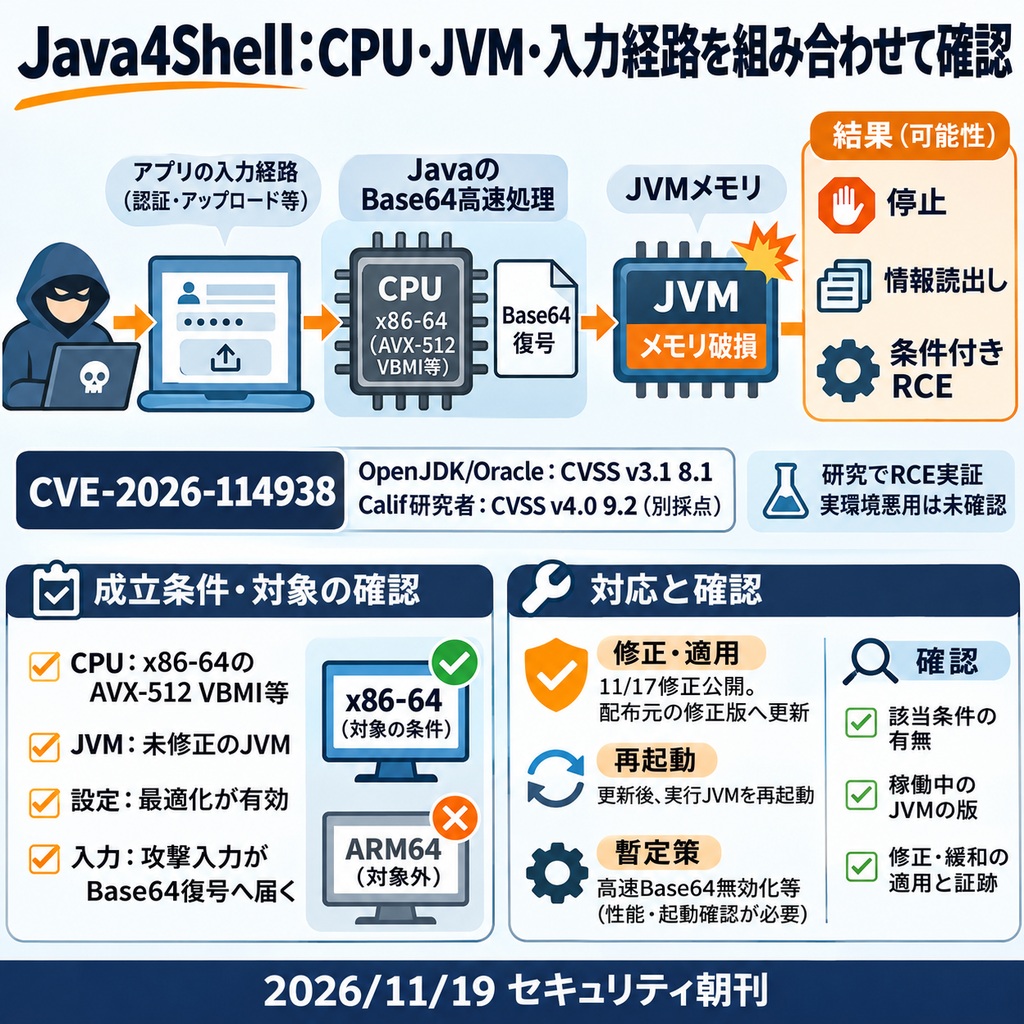 Java4Shell：CPU・JVM・入力経路を組み合わせて確認
アプリの入力経路
（認証・アップロード等）
Javaの
Base64高速処理
CPU
x86-64
（AVX-512
VBMI等）
Base64
復号
JVMメモリ
JVM
メモリ破損
結果（可能性）
停止
情報読出し
条件付き
RCE
CVE-2026-114938
OpenJDK/Oracle：CVSS v3.1 8.1
Calif研究者：CVSS v4.0 9.2（別採点）
研究でRCE実証
実環境悪用は未確認
成立条件・対象の確認
CPU：x86-64の
AVX-512 VBMI等
JVM：未修正のJVM
設定：最適化が有効
入力：攻撃入力が
Base64復号へ届く
x86-64
（対象の条件）
ARM64
（対象外）
対応と確認
修正・適用
11/17修正公開。
配布元の修正版へ更新
再起動
更新後、実行JVMを再起動
暫定策
高速Base64無効化等
（性能・起動確認が必要）
確認
該当条件の
有無
稼働中の
JVMの版
修正・緩和の
適用と証跡
2026/11/19 セキュリティ朝刊